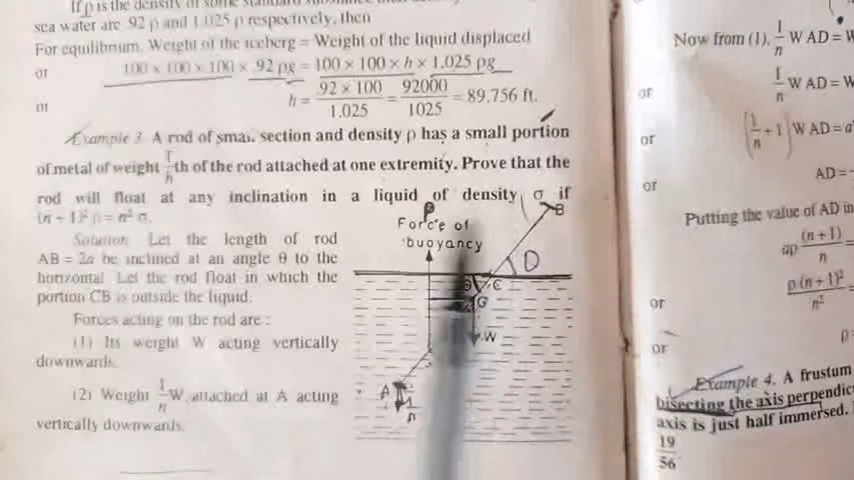 If ρ is the density of some standard substance
sea water are .92 ρ and 1.025 ρ respectively, then
For equilibrium, Weight of the iceberg = Weight of the liquid displaced
or 100 × 100 × 100 × .92 ρg = 100 × 100 × h × 1.025 ρg
or h = .92 × 100 / 1.025 = 92000 / 1025 = 89.756 ft.
Example 3. A rod of small section and density ρ has a small portion
of metal of weight 1/n th of the rod attached at one extremity. Prove that the
rod will float at any inclination in a liquid of density σ if
(n + 1)² ρ = n² σ.
Solution Let the length of rod
AB = 2a be inclined at an angle θ to the
horizontal Let the rod float in which the
portion CB is outside the liquid.
Forces acting on the rod are :
(1) Its weight W acting vertically
downwards.
(2) Weight 1/n W attached at A acting
vertically downwards.
Force of
buoyancy
B
D
θ
C
G
W
A
Now from (1), 1/n W AD = W
or 1/n W AD = W
or (1/n + 1) W AD = a
or AD =
Putting the value of AD in
aρ (n + 1)/n =
or ρ (n + 1)²/n² =
or ρ =
Example 4. A frustum
bisecting the axis perpendic
axis is just half immersed.
19/56